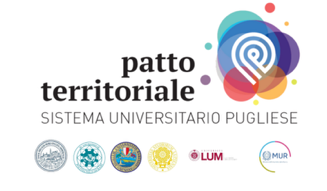 patto
territoriale
SISTEMA UNIVERSITARIO PUGLIESE
LUM
MUR